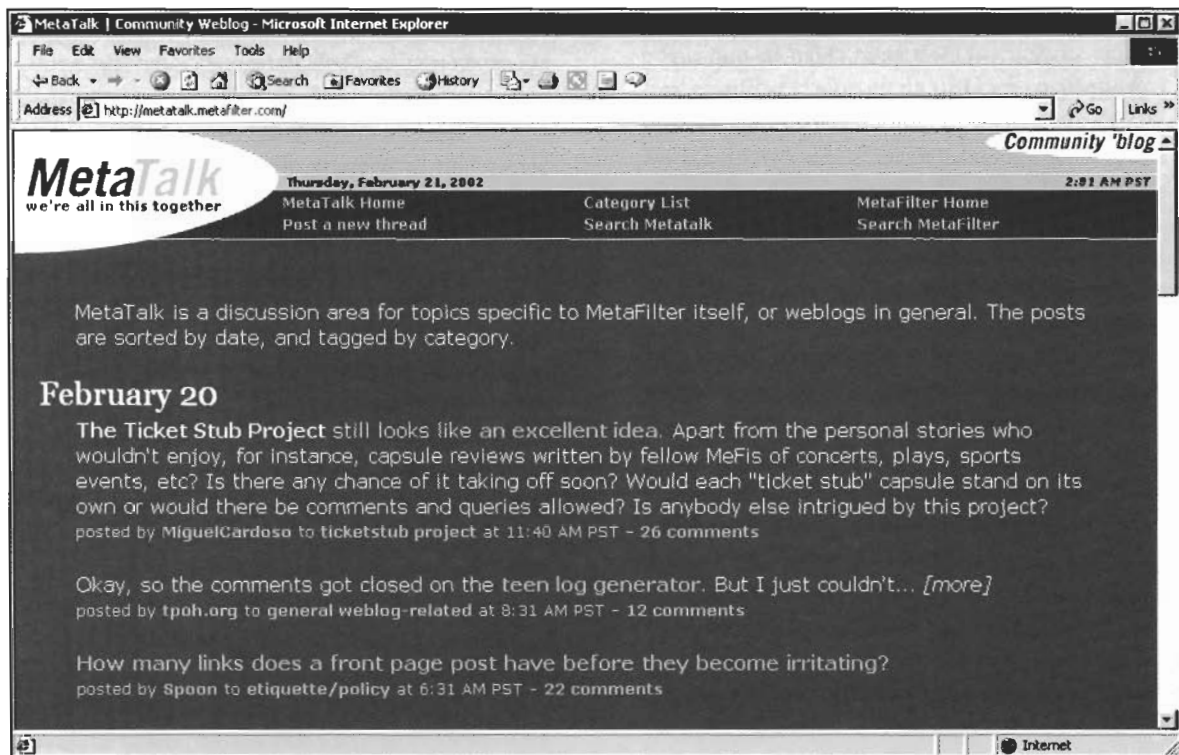 MetaTalk | Community Weblog - Microsoft Internet Explorer
File Edit View Favorites Tools Help
Back Search Favorites History
Address http://metatalk.metafilter.com/ Go Links »
Community 'blog
MetaTalk
we're all in this together
Thursday, February 21, 2002 2:01 AM PST
MetaTalk Home Category List MetaFilter Home
Post a new thread Search Metatalk Search MetaFilter
MetaTalk is a discussion area for topics specific to MetaFilter itself, or weblogs in general. The posts
are sorted by date, and tagged by category.
February 20
The Ticket Stub Project still looks like an excellent idea. Apart from the personal stories who
wouldn't enjoy, for instance, capsule reviews written by fellow MeFis of concerts, plays, sports
events, etc? Is there any chance of it taking off soon? Would each "ticket stub" capsule stand on its
own or would there be comments and queries allowed? Is anybody else intrigued by this project?
posted by MiguelCardoso to ticketstub project at 11:40 AM PST - 26 comments
Okay, so the comments got closed on the teen log generator. But I just couldn't... [more]
posted by tpoh.org to general weblog-related at 8:31 AM PST - 12 comments
How many links does a front page post have before they become irritating?
posted by Spoon to etiquette/policy at 6:31 AM PST - 22 comments
Internet